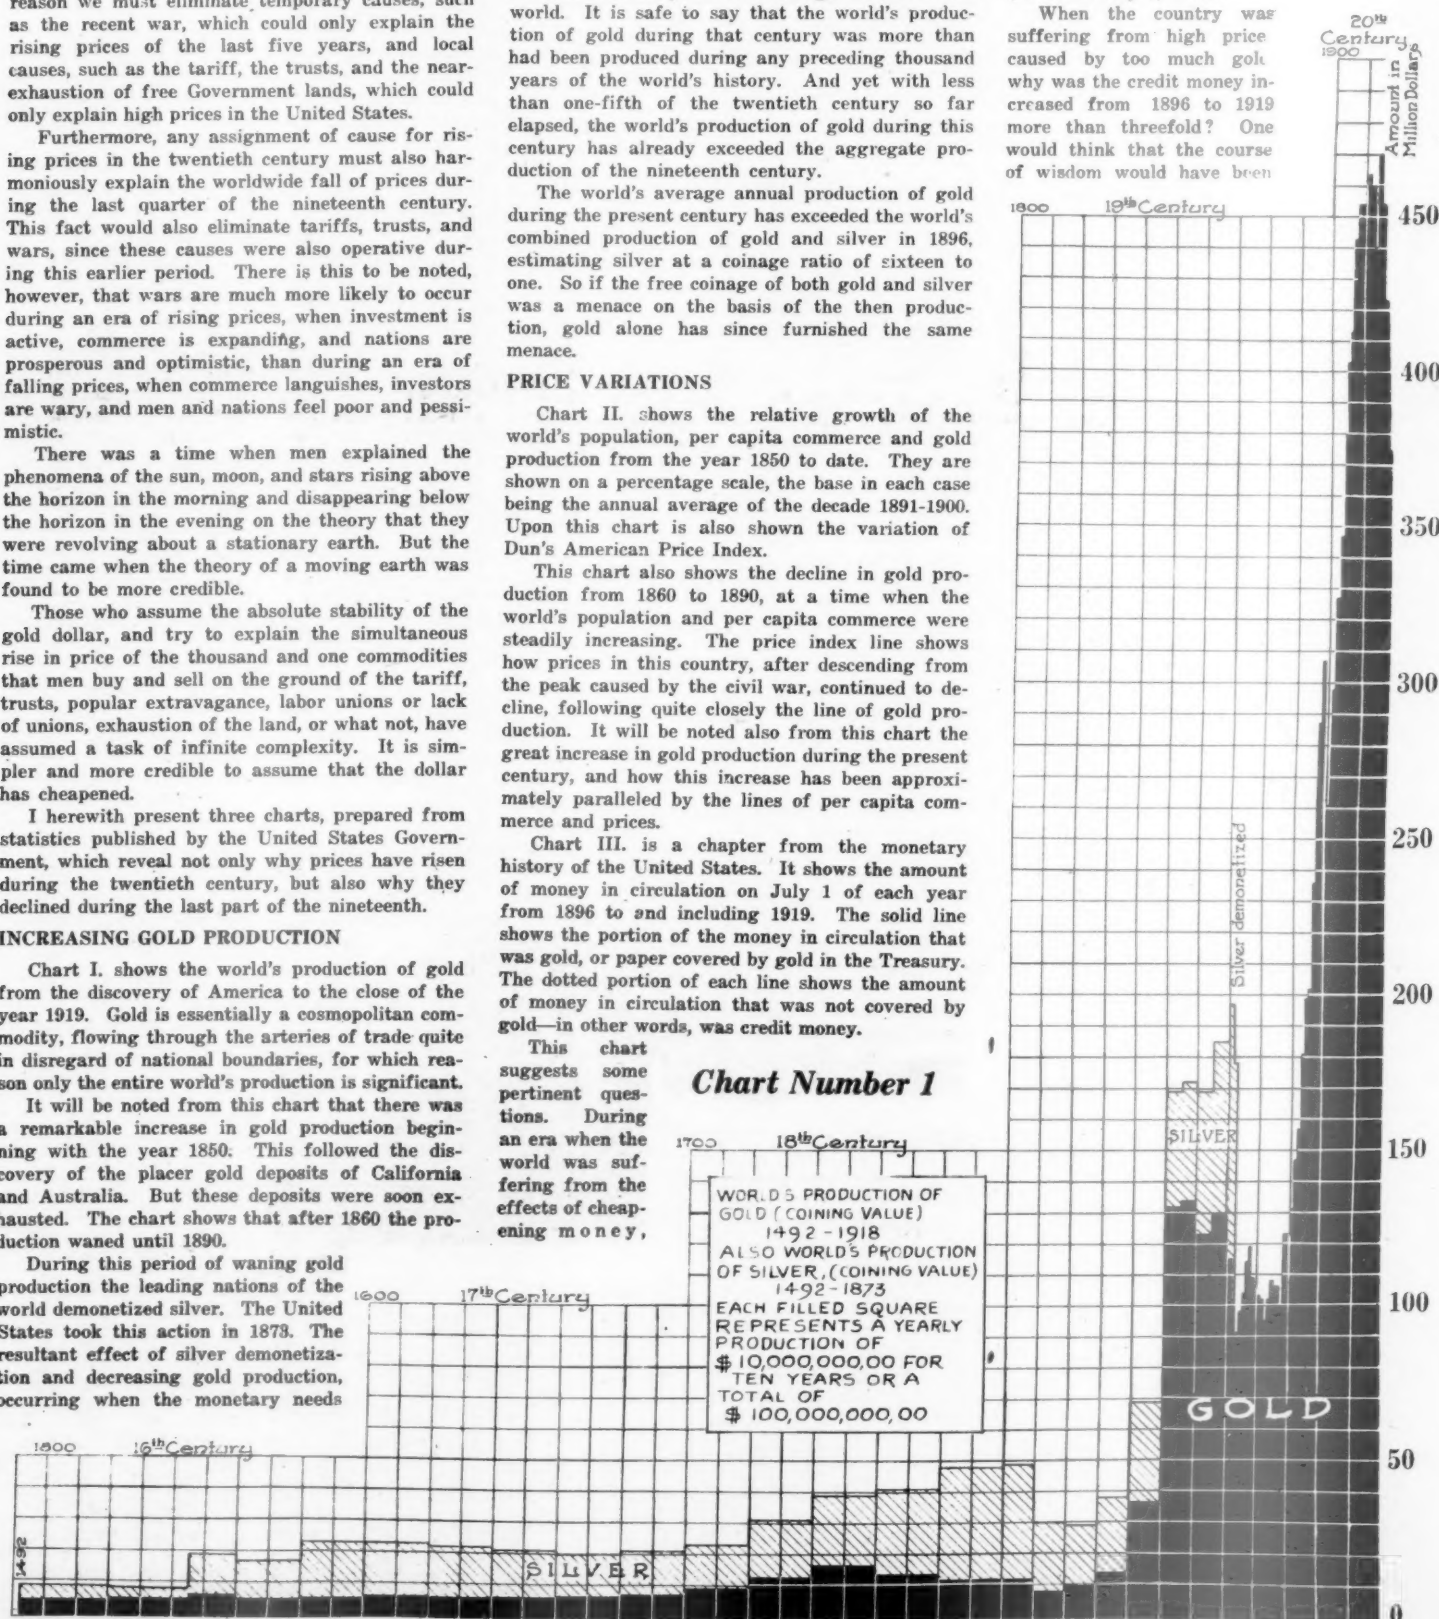 reason we must eliminate temporary causes, such
as the recent war, which could only explain the
rising prices of the last five years, and local
causes, such as the tariff, the trusts, and the near-
exhaustion of free Government lands, which could
only explain high prices in the United States.
Furthermore, any assignment of cause for ris-
ing prices in the twentieth century must also har-
moniously explain the worldwide fall of prices dur-
ing the last quarter of the nineteenth century.
This fact would also eliminate tariffs, trusts, and
wars, since these causes were also operative dur-
ing this earlier period. There is this to be noted,
however, that wars are much more likely to occur
during an era of rising prices, when investment is
active, commerce is expanding, and nations are
prosperous and optimistic, than during an era of
falling prices, when commerce languishes, investors
are wary, and men and nations feel poor and pessi-
mistic.
There was a time when men explained the
phenomena of the sun, moon, and stars rising above
the horizon in the morning and disappearing below
the horizon in the evening on the theory that they
were revolving about a stationary earth. But the
time came when the theory of a moving earth was
found to be more credible.
Those who assume the absolute stability of the
gold dollar, and try to explain the simultaneous
rise in price of the thousand and one commodities
that men buy and sell on the ground of the tariff,
trusts, popular extravagance, labor unions or lack
of unions, exhaustion of the land, or what not, have
assumed a task of infinite complexity. It is sim-
pler and more credible to assume that the dollar
has cheapened.
I herewith present three charts, prepared from
statistics published by the United States Govern-
ment, which reveal not only why prices have risen
during the twentieth century, but also why they
declined during the last part of the nineteenth.
INCREASING GOLD PRODUCTION
Chart I. shows the world's production of gold
from the discovery of America to the close of the
year 1919. Gold is essentially a cosmopolitan com-
modity, flowing through the arteries of trade quite
in disregard of national boundaries, for which rea-
son only the entire world's production is significant.
It will be noted from this chart that there was
a remarkable increase in gold production begin-
ning with the year 1850. This followed the dis-
covery of the placer gold deposits of California
and Australia. But these deposits were soon ex-
hausted. The chart shows that after 1860 the pro-
duction waned until 1890.
During this period of waning gold
production the leading nations of the
world demonetized silver. The United
States took this action in 1873. The
resultant effect of silver demonetiza-
tion and decreasing gold production,
occurring when the monetary needs
world. It is safe to say that the world's produc-
tion of gold during that century was more than
had been produced during any preceding thousand
years of the world's history. And yet with less
than one-fifth of the twentieth century so far
elapsed, the world's production of gold during this
century has already exceeded the aggregate pro-
duction of the nineteenth century.
The world's average annual production of gold
during the present century has exceeded the world's
combined production of gold and silver in 1896,
estimating silver at a coinage ratio of sixteen to
one. So if the free coinage of both gold and silver
was a menace on the basis of the then produc-
tion, gold alone has since furnished the same
menace.
PRICE VARIATIONS
Chart II. shows the relative growth of the
world's population, per capita commerce and gold
production from the year 1850 to date. They are
shown on a percentage scale, the base in each case
being the annual average of the decade 1891-1900.
Upon this chart is also shown the variation of
Dun's American Price Index.
This chart also shows the decline in gold pro-
duction from 1860 to 1890, at a time when the
world's population and per capita commerce were
steadily increasing. The price index line shows
how prices in this country, after descending from
the peak caused by the civil war, continued to de-
cline, following quite closely the line of gold pro-
duction. It will be noted also from this chart the
great increase in gold production during the present
century, and how this increase has been approxi-
mately paralleled by the lines of per capita com-
merce and prices.
Chart III. is a chapter from the monetary
history of the United States. It shows the amount
of money in circulation on July 1 of each year
from 1896 to and including 1919. The solid line
shows the portion of the money in circulation that
was gold, or paper covered by gold in the Treasury.
The dotted portion of each line shows the amount
of money in circulation that was not covered by
gold—in other words, was credit money.
This chart
suggests some
pertinent ques-
tions. During
an era when the
world was suf-
fering from the
effects of cheap-
ening money,
When the country was
suffering from high price
caused by too much gol
why was the credit money in-
creased from 1896 to 1919
more than threefold? One
would think that the course
of wisdom would have been
Chart Number 1
20th
Century
1900
Amount in
Million Dollars
1800 19th Century
450
400
350
300
250
200
150
100
50
0
Silver demonetized
SILVER
GOLD
1700 18th Century
WORLD'S PRODUCTION OF
GOLD (COINING VALUE)
1492-1918
ALSO WORLD'S PRODUCTION
OF SILVER, (COINING VALUE)
1492-1873
EACH FILLED SQUARE
REPRESENTS A YEARLY
PRODUCTION OF
$ 10,000,000,00 FOR
TEN YEARS OR A
TOTAL OF
$ 100,000,000,00
1600 17th Century
16th Century
1492
SILVER